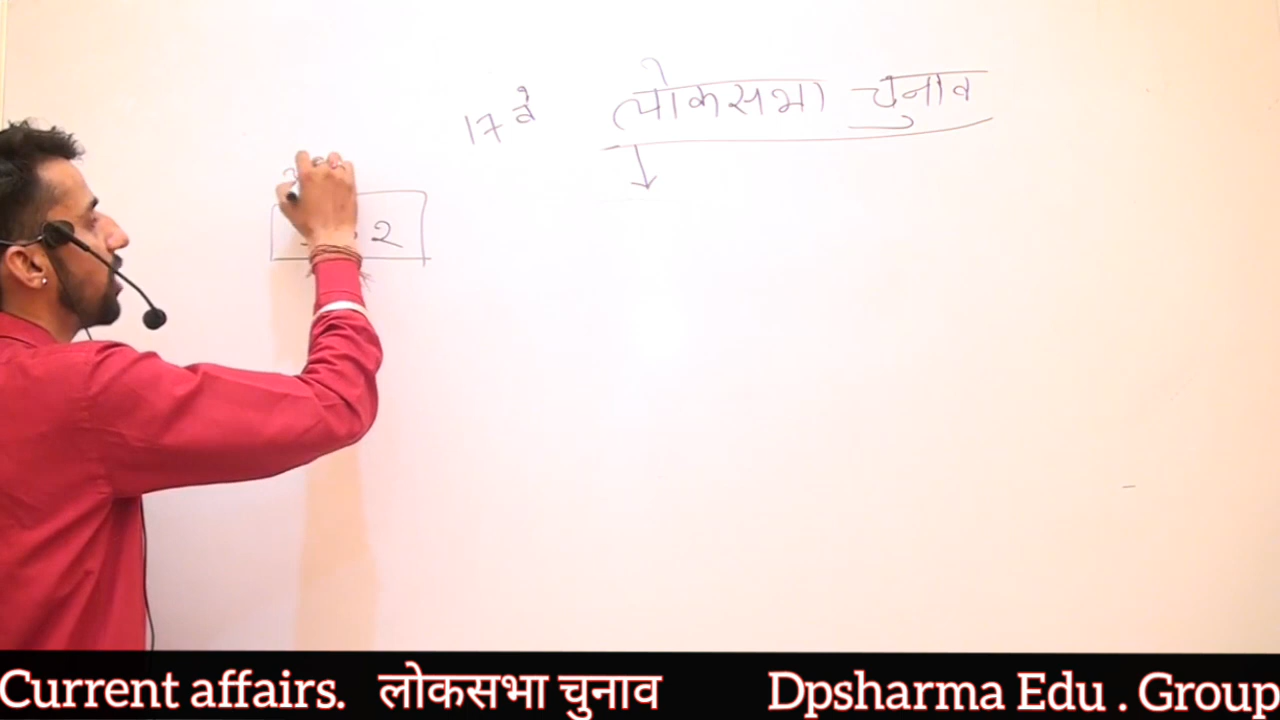 17 वे लोकसभा चुनाव
2
Current affairs. लोकसभा चुनाव Dpsharma Edu . Group